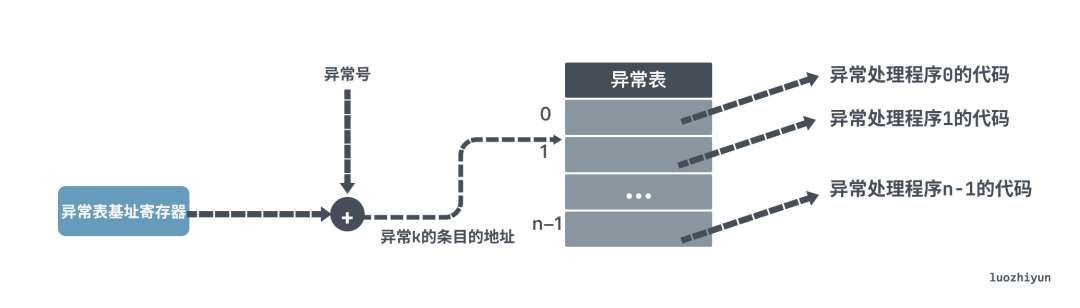 异常号
异常表基址寄存器
+
异常k的条目的地址
异常表
0
1
...
n-1
异常处理程序0的代码
异常处理程序1的代码
异常处理程序n-1的代码
luozhiyun